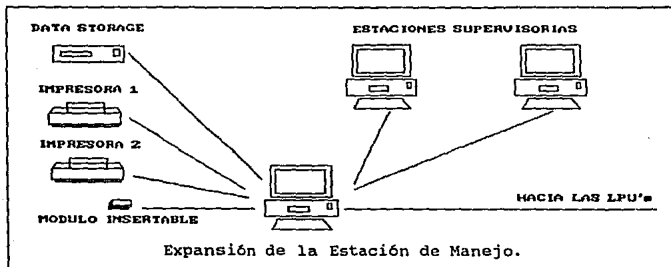 DATA STORAGE
ESTACIONES SUPERVISORIAS
IMPRESORA 1
IMPRESORA 2
MODULO INSERTABLE
HACIA LAS LPU's
Expansión de la Estación de Manejo.